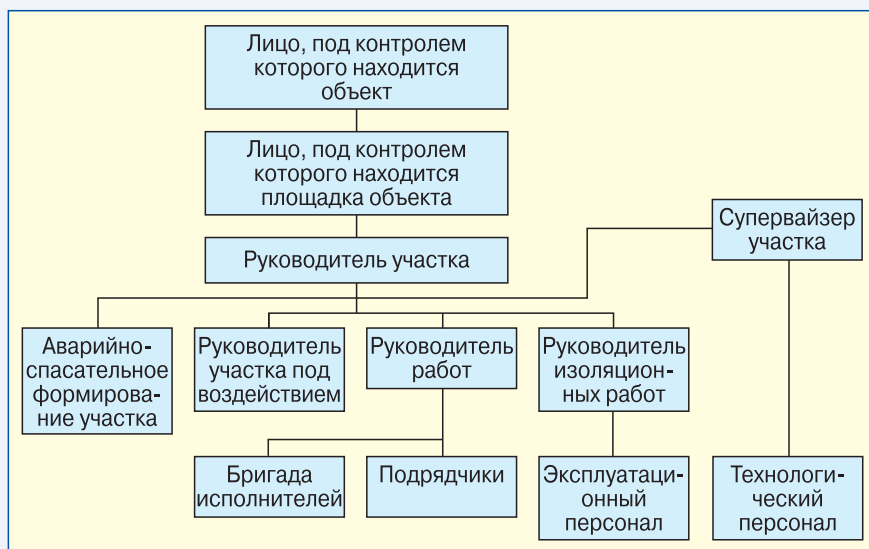 Лицо, под контролем
которого находится
объект
Лицо, под контролем
которого находится
площадка объекта
Супервайзер
участка
Руководитель участка
Аварийно-
спасательное
формирова-
ние участка
Руководитель
участка под
воздействием
Руководитель
работ
Руководитель
изоляцион-
ных работ
Бригада
исполнителей
Подрядчики
Эксплуатаци-
онный
персонал
Технологи-
ческий
персонал